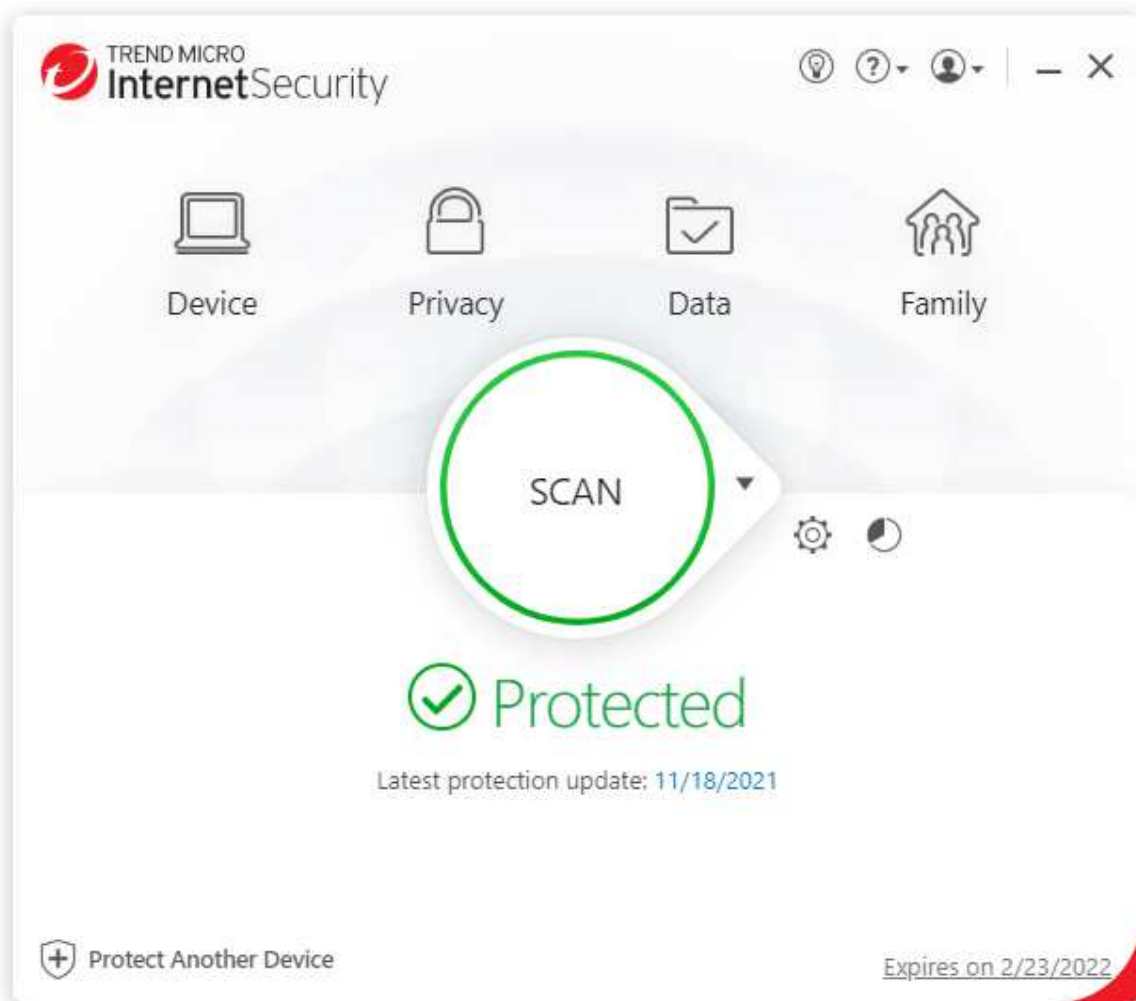 TREND MICRO
InternetSecurity
Device
Privacy
Data
Family
SCAN
Protected
Latest protection update: 11/18/2021
Protect Another Device
Expires on 2/23/2022